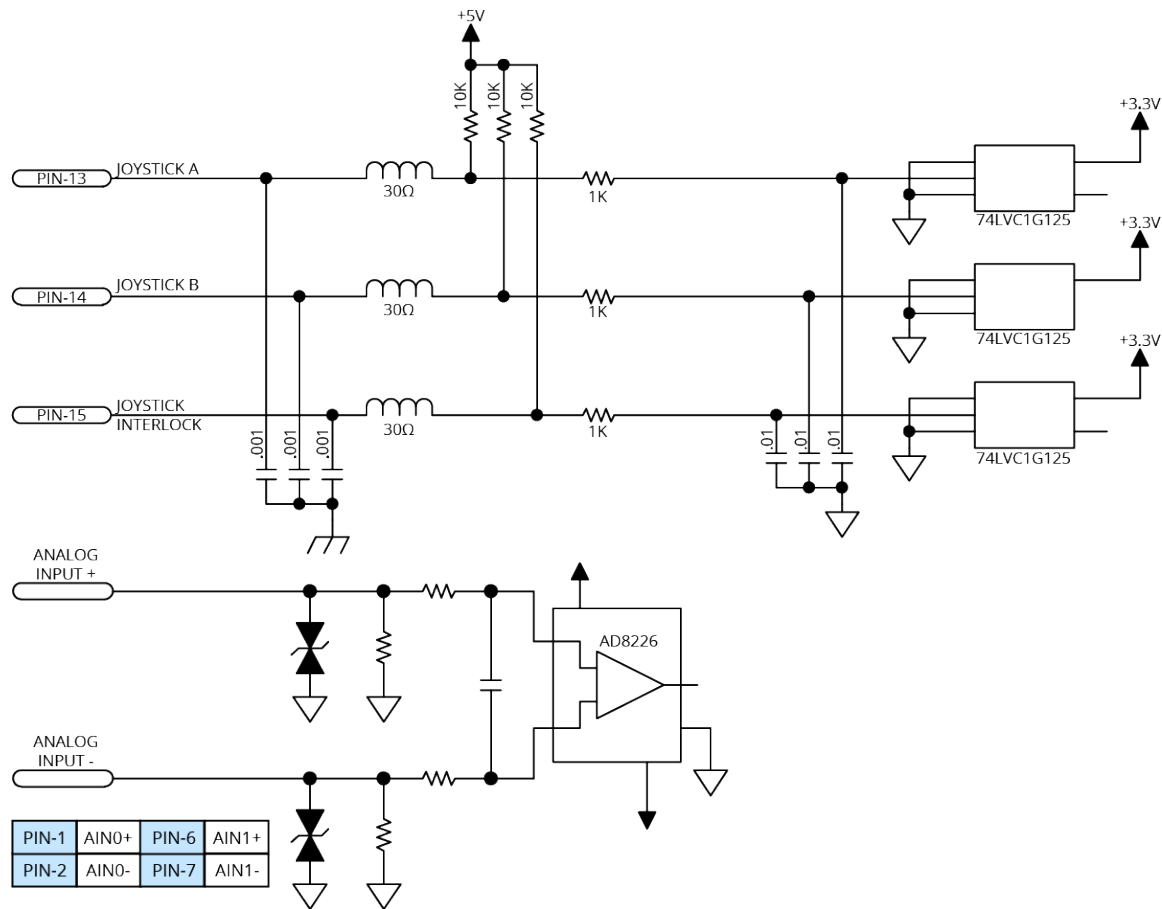 +5V
10K
10K
10K
+3.3V
PIN-13
JOYSTICK A
30Ω
1K
74LVC1G125
+3.3V
PIN-14
JOYSTICK B
30Ω
1K
74LVC1G125
+3.3V
PIN-15
JOYSTICK
INTERLOCK
30Ω
1K
74LVC1G125
.001
.001
.001
.01
.01
.01
ANALOG
INPUT +
AD8226
ANALOG
INPUT -
PIN-1 AIN0+ PIN-6 AIN1+
PIN-2 AIN0- PIN-7 AIN1-